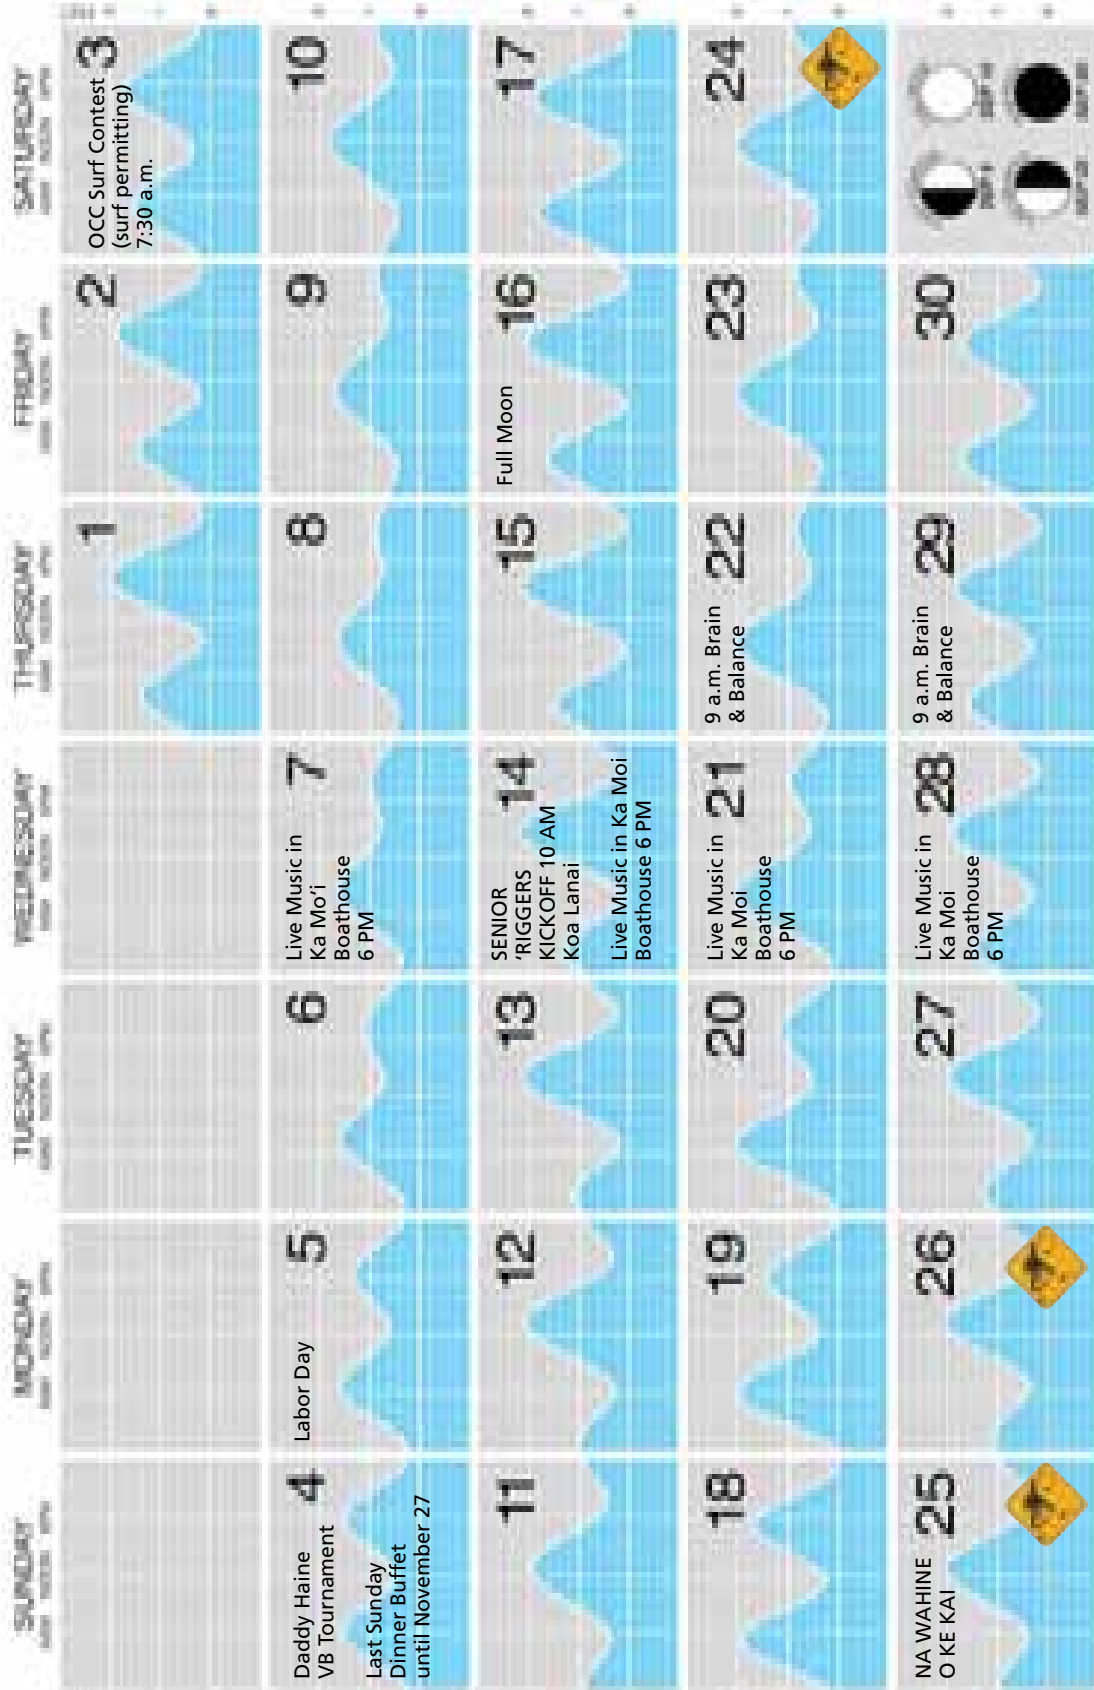 SUNDAY
MONDAY
TUESDAY
WEDNESDAY
THURSDAY
FRIDAY
SATURDAY
1
2
3
OCC Surf Contest
(surf permitting)
7:30 a.m.
4
Daddy Haine
VB Tournament
Last Sunday
Dinner Buffet
until November 27
5
Labor Day
6
7
Live Music in
Ka Mo‘i
Boathouse
6 PM
8
9
10
11
12
13
14
SENIOR
‘RIGGERS
KICKOFF 10 AM
Koa Lanai
Live Music in Ka Moi
Boathouse 6 PM
15
16
Full Moon
17
18
19
20
21
Live Music in
Ka Moi
Boathouse
6 PM
22
9 a.m. Brain
& Balance
23
24
25
NA WAHINE
O KE KAI
26
27
28
Live Music in
Ka Moi
Boathouse
6 PM
29
9 a.m. Brain
& Balance
30